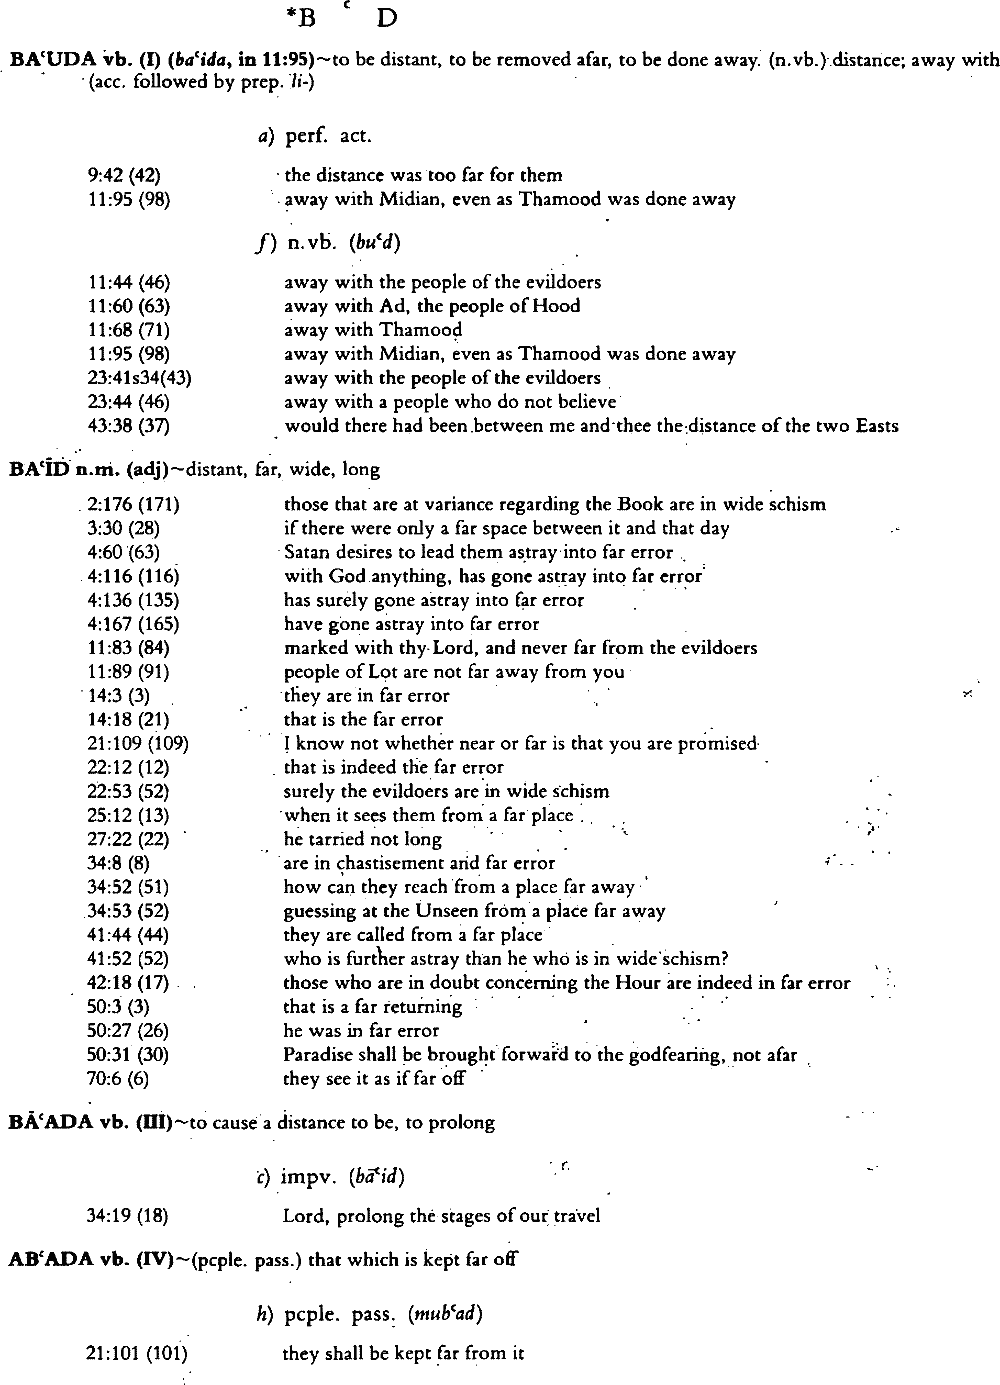 *B ʿ D
BAʿUDA vb. (I) (baʿida, in 11:95)~to be distant, to be removed afar, to be done away. (n.vb.) distance; away with
(acc. followed by prep. li-)
a) perf. act.
9:42 (42) the distance was too far for them
11:95 (98) away with Midian, even as Thamood was done away
f) n.vb. (buʿd)
11:44 (46) away with the people of the evildoers
11:60 (63) away with Ad, the people of Hood
11:68 (71) away with Thamood
11:95 (98) away with Midian, even as Thamood was done away
23:41s34(43) away with the people of the evildoers
23:44 (46) away with a people who do not believe
43:38 (37) would there had been between me and thee the distance of the two Easts
BAʿĪD n.m. (adj)~distant, far, wide, long
2:176 (171) those that are at variance regarding the Book are in wide schism
3:30 (28) if there were only a far space between it and that day
4:60 (63) Satan desires to lead them astray into far error
4:116 (116) with God anything, has gone astray into far error
4:136 (135) has surely gone astray into far error
4:167 (165) have gone astray into far error
11:83 (84) marked with thy Lord, and never far from the evildoers
11:89 (91) people of Lot are not far away from you
14:3 (3) they are in far error
14:18 (21) that is the far error
21:109 (109) I know not whether near or far is that you are promised
22:12 (12) that is indeed the far error
22:53 (52) surely the evildoers are in wide schism
25:12 (13) when it sees them from a far place
27:22 (22) he tarried not long
34:8 (8) are in chastisement and far error
34:52 (51) how can they reach from a place far away
34:53 (52) guessing at the Unseen from a place far away
41:44 (44) they are called from a far place
41:52 (52) who is further astray than he who is in wide schism?
42:18 (17) those who are in doubt concerning the Hour are indeed in far error
50:3 (3) that is a far returning
50:27 (26) he was in far error
50:31 (30) Paradise shall be brought forward to the godfearing, not afar
70:6 (6) they see it as if far off
BĀʿADA vb. (III)~to cause a distance to be, to prolong
c) impv. (bāʿid)
34:19 (18) Lord, prolong the stages of our travel
ABʿADA vb. (IV)~(pcple. pass.) that which is kept far off
h) pcple. pass. (mubʿad)
21:101 (101) they shall be kept far from it